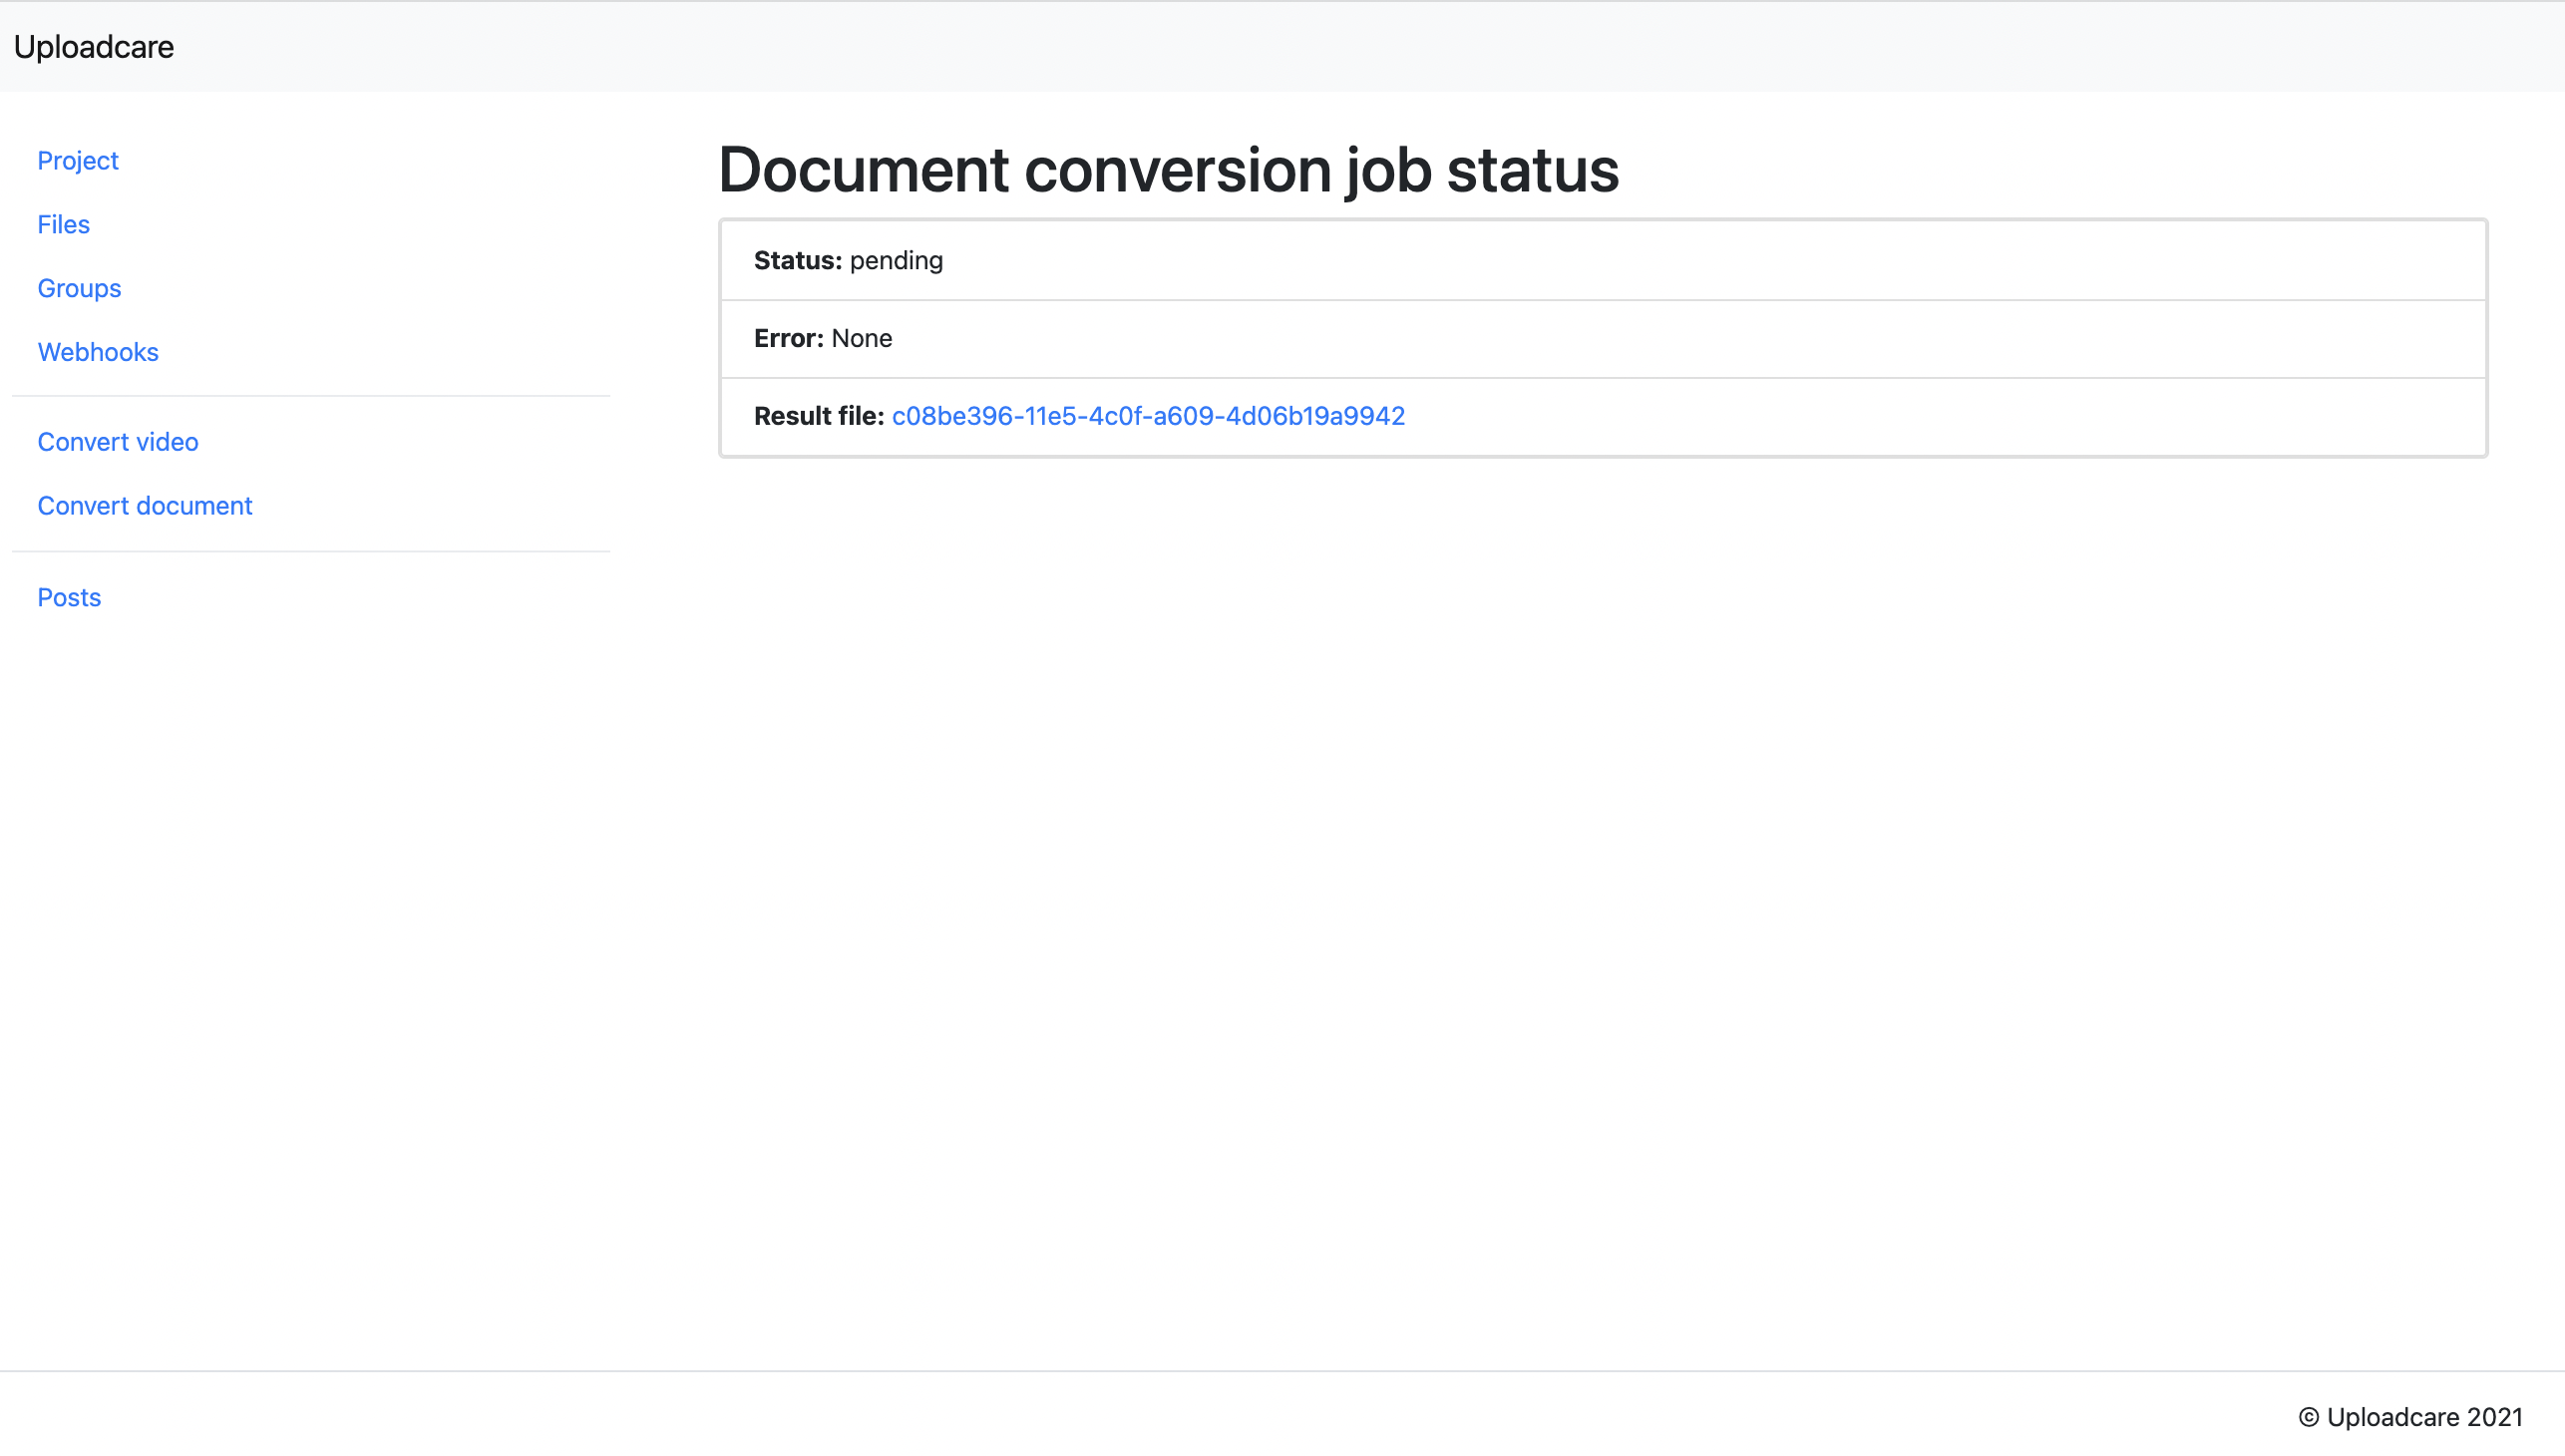 Uploadcare
Project
Files
Groups
Webhooks
Convert video
Convert document
Posts
Document conversion job status
Status: pending
Error: None
Result file: c08be396-11e5-4c0f-a609-4d06b19a9942
© Uploadcare 2021